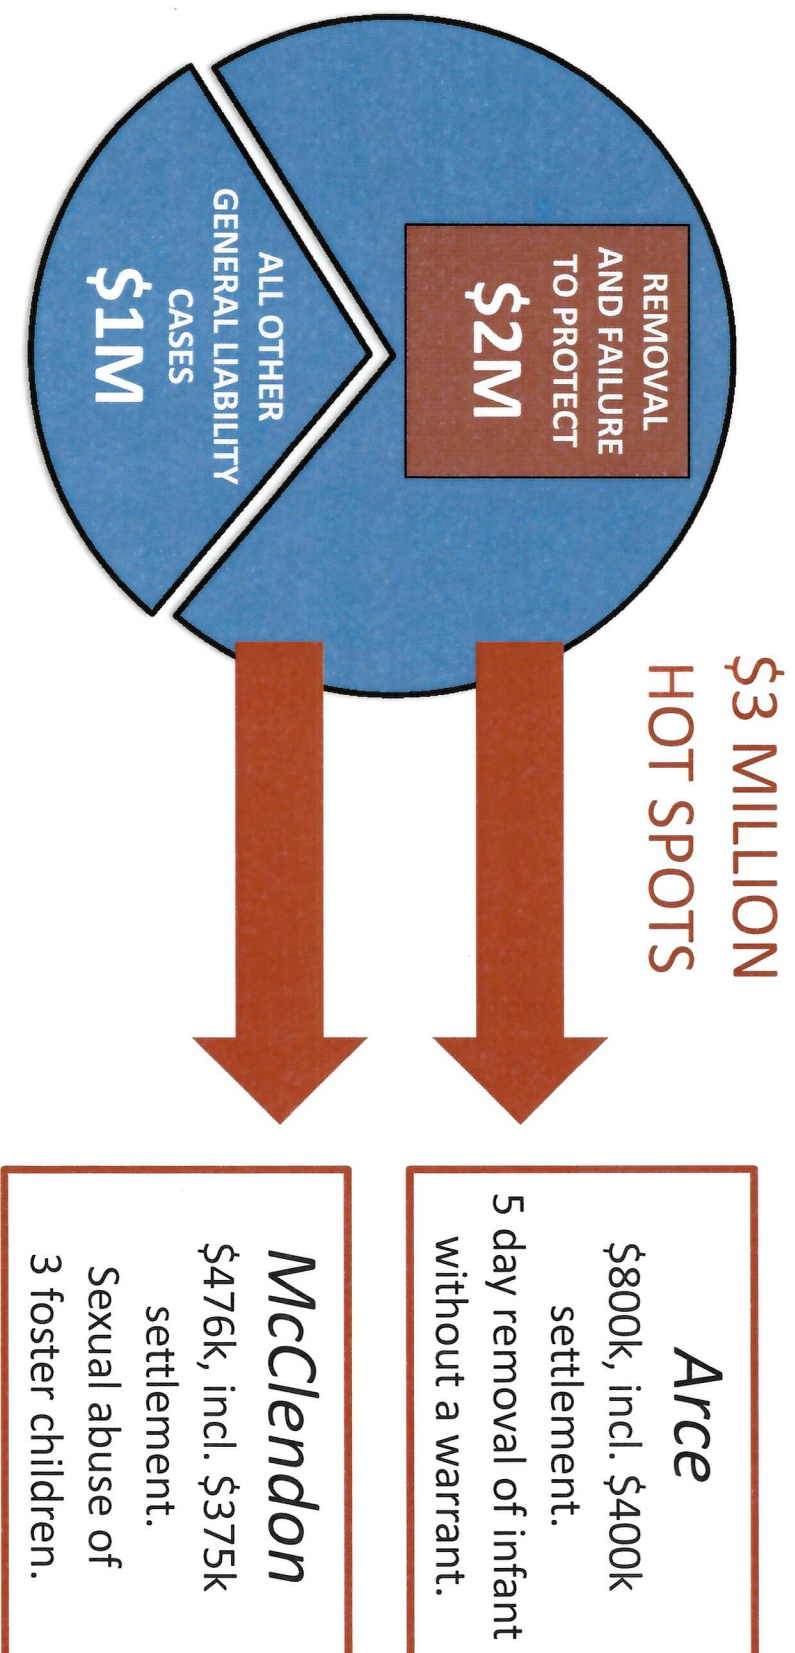 $3 MILLION
HOT SPOTS
REMOVAL
AND FAILURE
TO PROTECT
$2M
ALL OTHER
GENERAL LIABILITY
CASES
$1M
Arce
$800k, incl. $400k
settlement.
5 day removal of infant
without a warrant.
McClendon
$476k, incl. $375k
settlement.
Sexual abuse of
3 foster children.